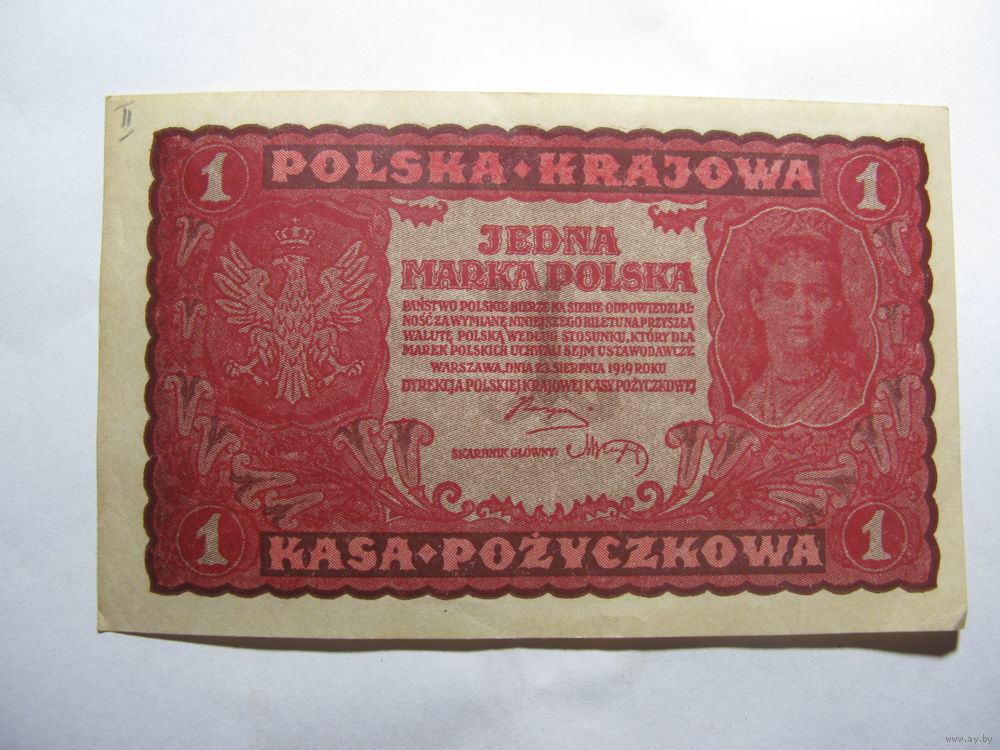 II
1 POLSKA • KRAJOWA 1
JEDNA
MARKA POLSKA
PAŃSTWO POLSKIE BIERZE NA SIEBIE ODPOWIEDZIAL
NOŚĆ ZA WYMIANĘ NINIEJSZEGO BILETU NA PRZYSZŁĄ
WALUTĘ POLSKĄ WEDŁUG STOSUNKU, KTÓRY DLA
MAREK POLSKICH UCHWALI SEJM USTAWODAWCZY.
WARSZAWA, DNIA 23 SIERPNIA 1919 ROKU
DYREKCJA POLSKIEJ KRAJOWEJ KASY POŻYCZKOWEJ
SKARBNIK GŁÓWNY:
1 KASA • POŻYCZKOWA 1
www.ay.by